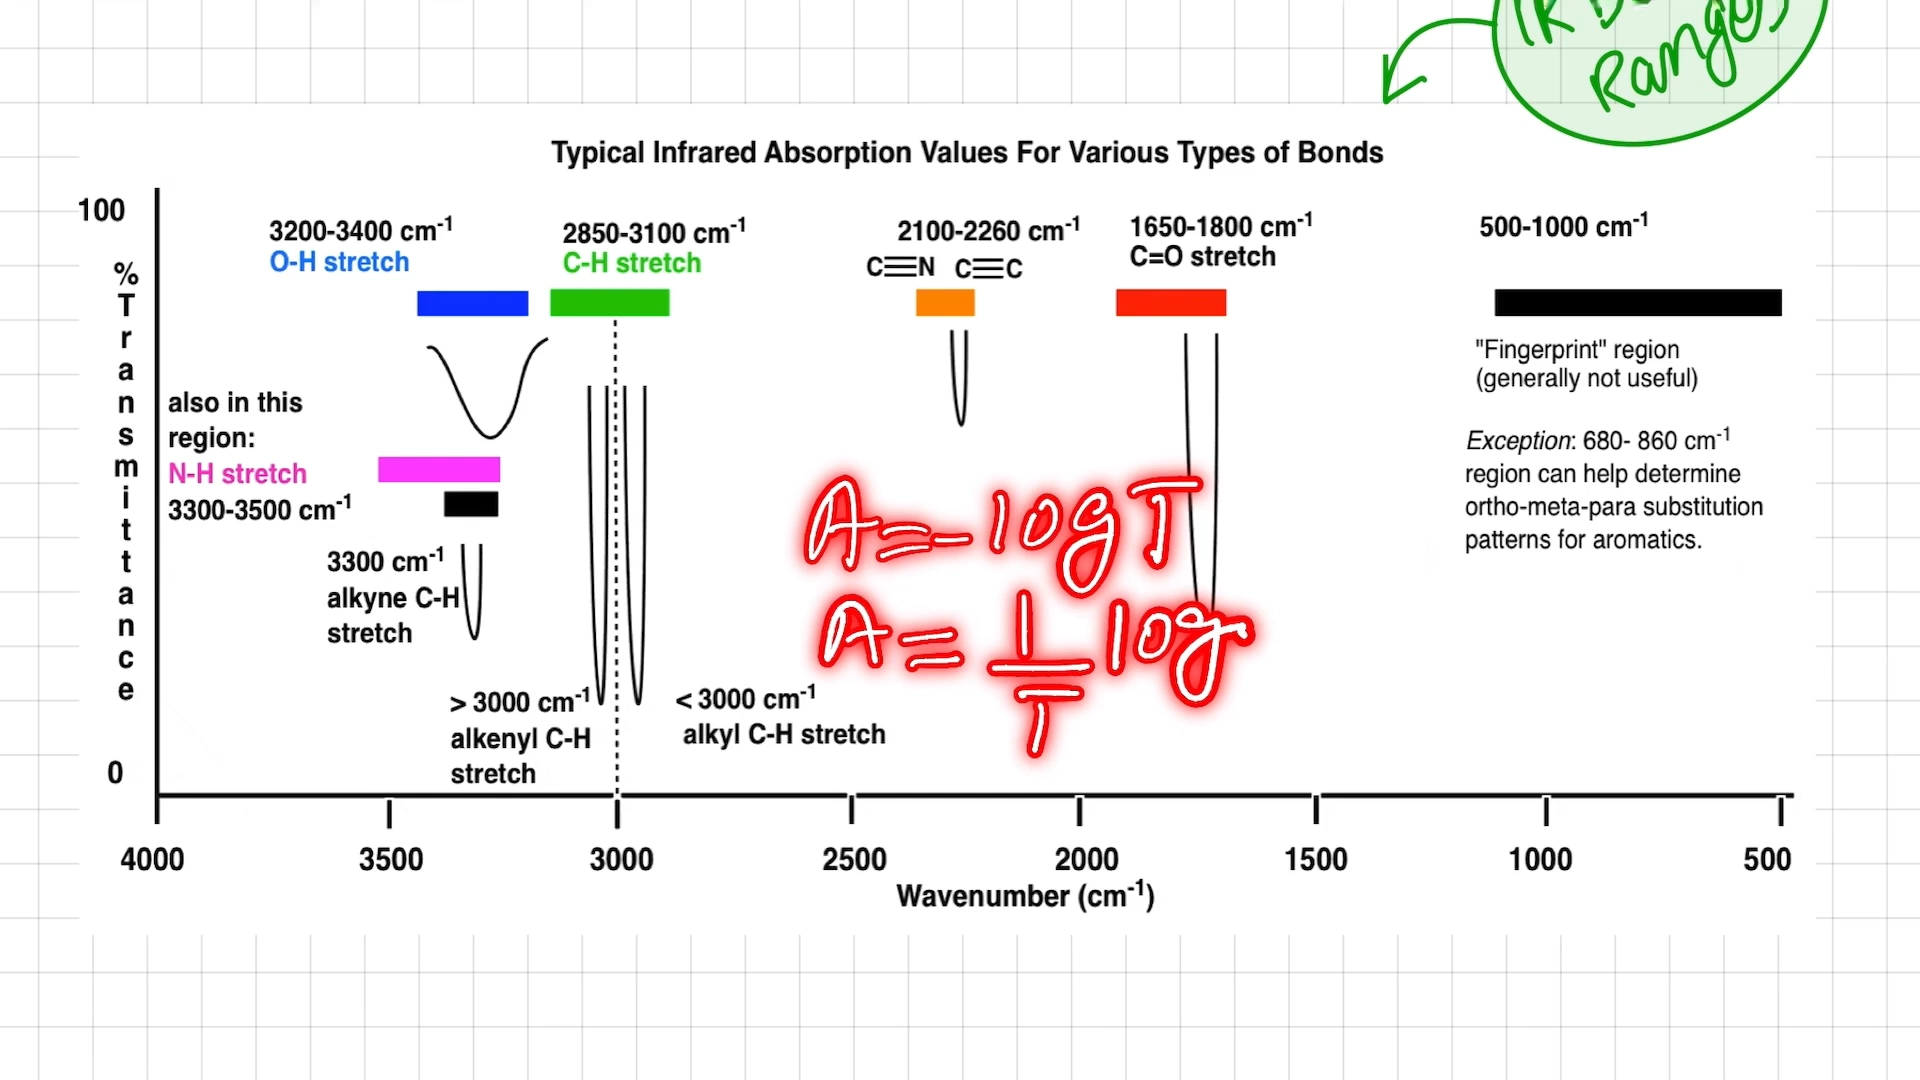 Ranges
Typical Infrared Absorption Values For Various Types of Bonds
100
% Transmittance
0
3200-3400 cm-1
O-H stretch
2850-3100 cm-1
C-H stretch
2100-2260 cm-1
C≡N C≡C
1650-1800 cm-1
C=O stretch
500-1000 cm-1
"Fingerprint" region
(generally not useful)
Exception: 680- 860 cm-1
region can help determine
ortho-meta-para substitution
patterns for aromatics.
also in this
region:
N-H stretch
3300-3500 cm-1
3300 cm-1
alkyne C-H
stretch
> 3000 cm-1
alkenyl C-H
stretch
< 3000 cm-1
alkyl C-H stretch
A=-log T
A = 1/T log
4000 3500 3000 2500 2000 1500 1000 500
Wavenumber (cm-1)